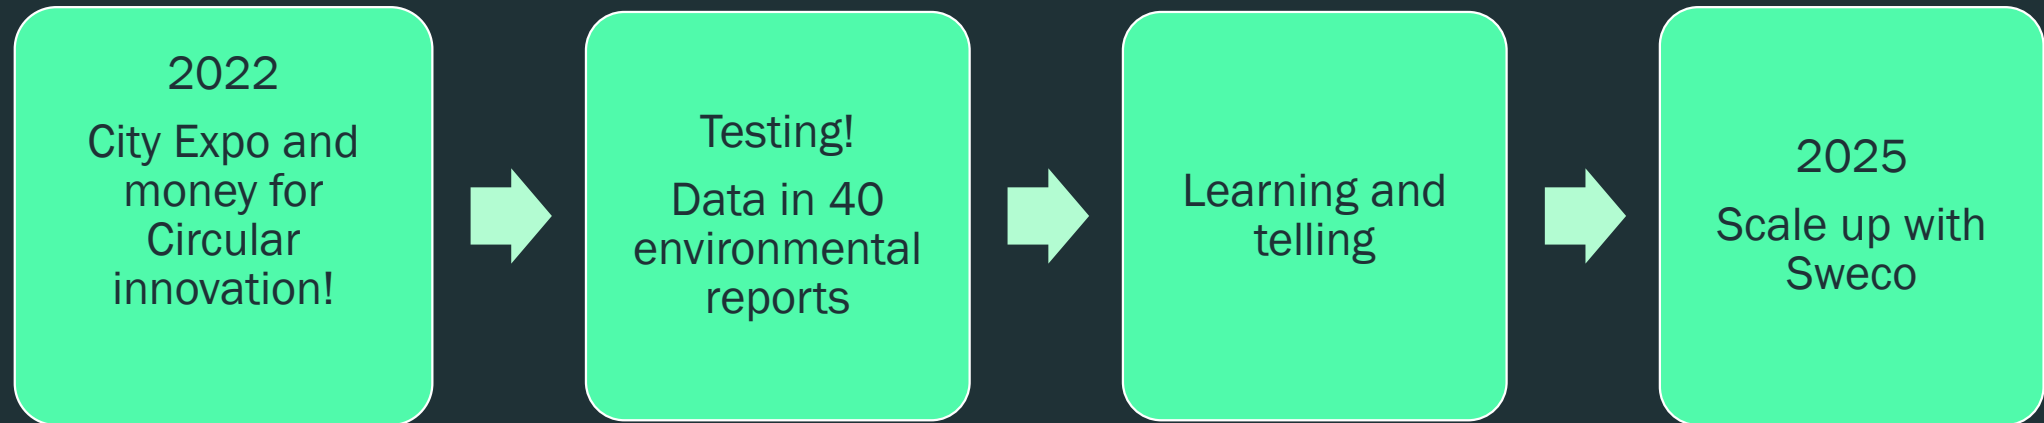 2022
City Expo and
money for
Circular
innovation!
Testing!
Data in 40
environmental
reports
Learning and
telling
2025
Scale up with
Sweco